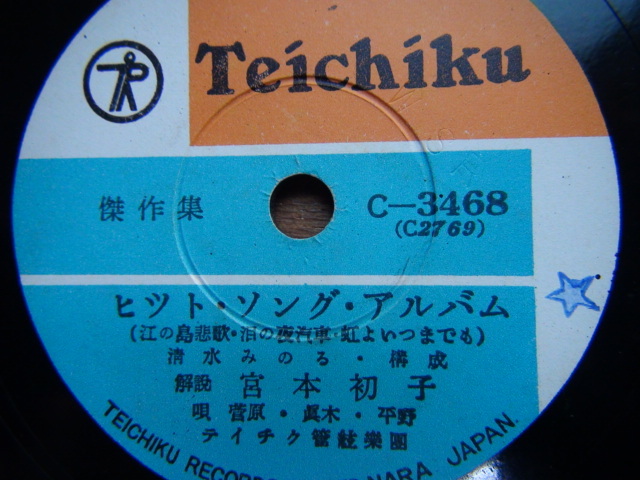 Teichiku
傑作集
C-3468
(C2769)
ヒツト・ソング・アルバム
(江の島悲歌・泪の夜汽車・虹よいつまでも)
清水みのる・構成
解説 宮本初子
唄 菅原・眞木・平野
テイチク管絃樂團
TEICHIKU RECORD NARA JAPAN.